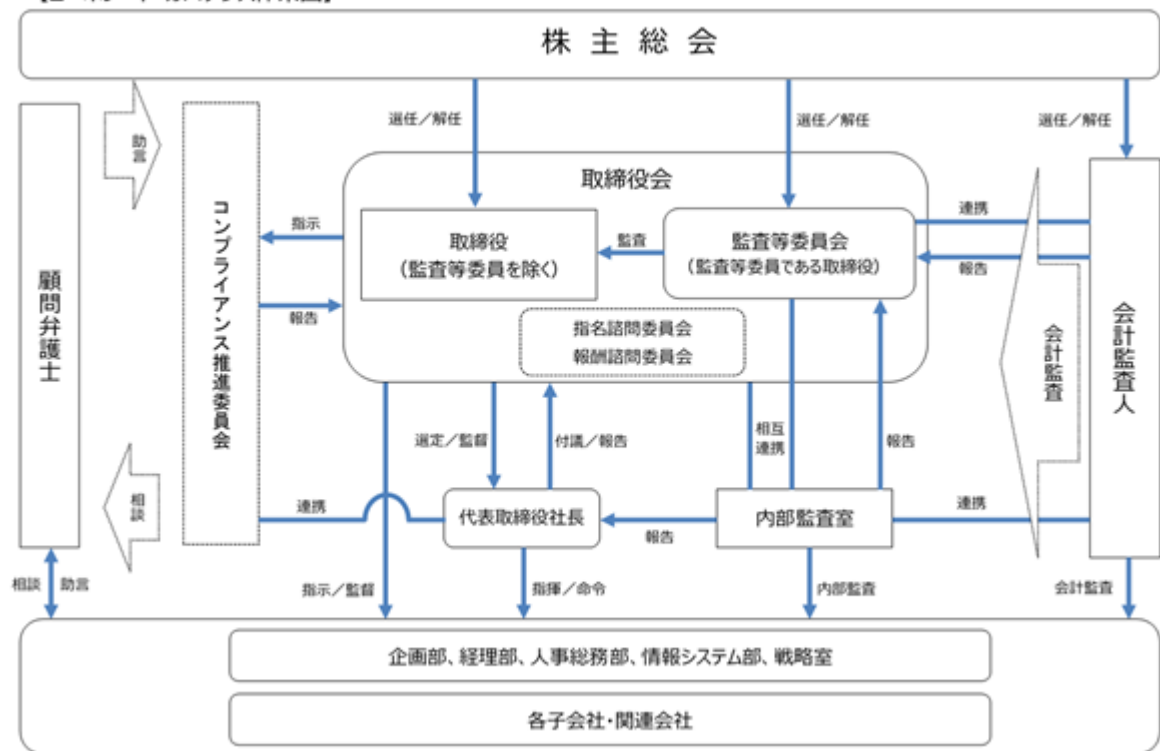 株主総会
選任／解任
選任／解任
選任／解任
助言
取締役会
コンプライアンス推進委員会
顧問弁護士
指示
取締役
（監査等委員を除く）
監査
監査等委員会
（監査等委員である取締役）
連携
報告
報告
指名諮問委員会
報酬諮問委員会
会計監査
会計監査人
選定／監督
付議／報告
相互
連携
報告
相談
連携
代表取締役社長
報告
内部監査室
連携
相談
助言
指示／監督
指揮／命令
内部監査
会計監査
企画部、経理部、人事総務部、情報システム部、戦略室
各子会社・関連会社